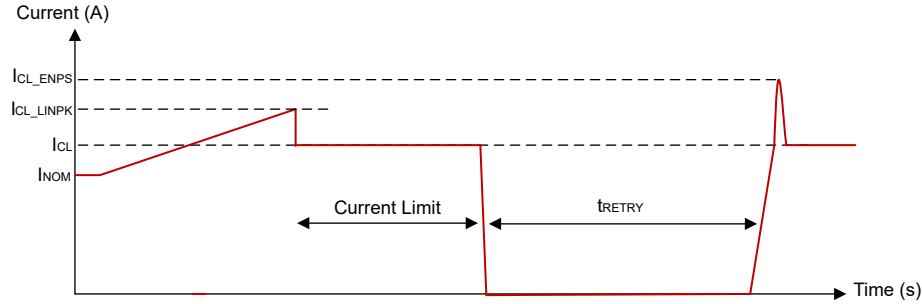 Current (A)
ICL_ENPS
ICL_LINPK
ICL
INOM
Current Limit
tRETRY
Time (s)